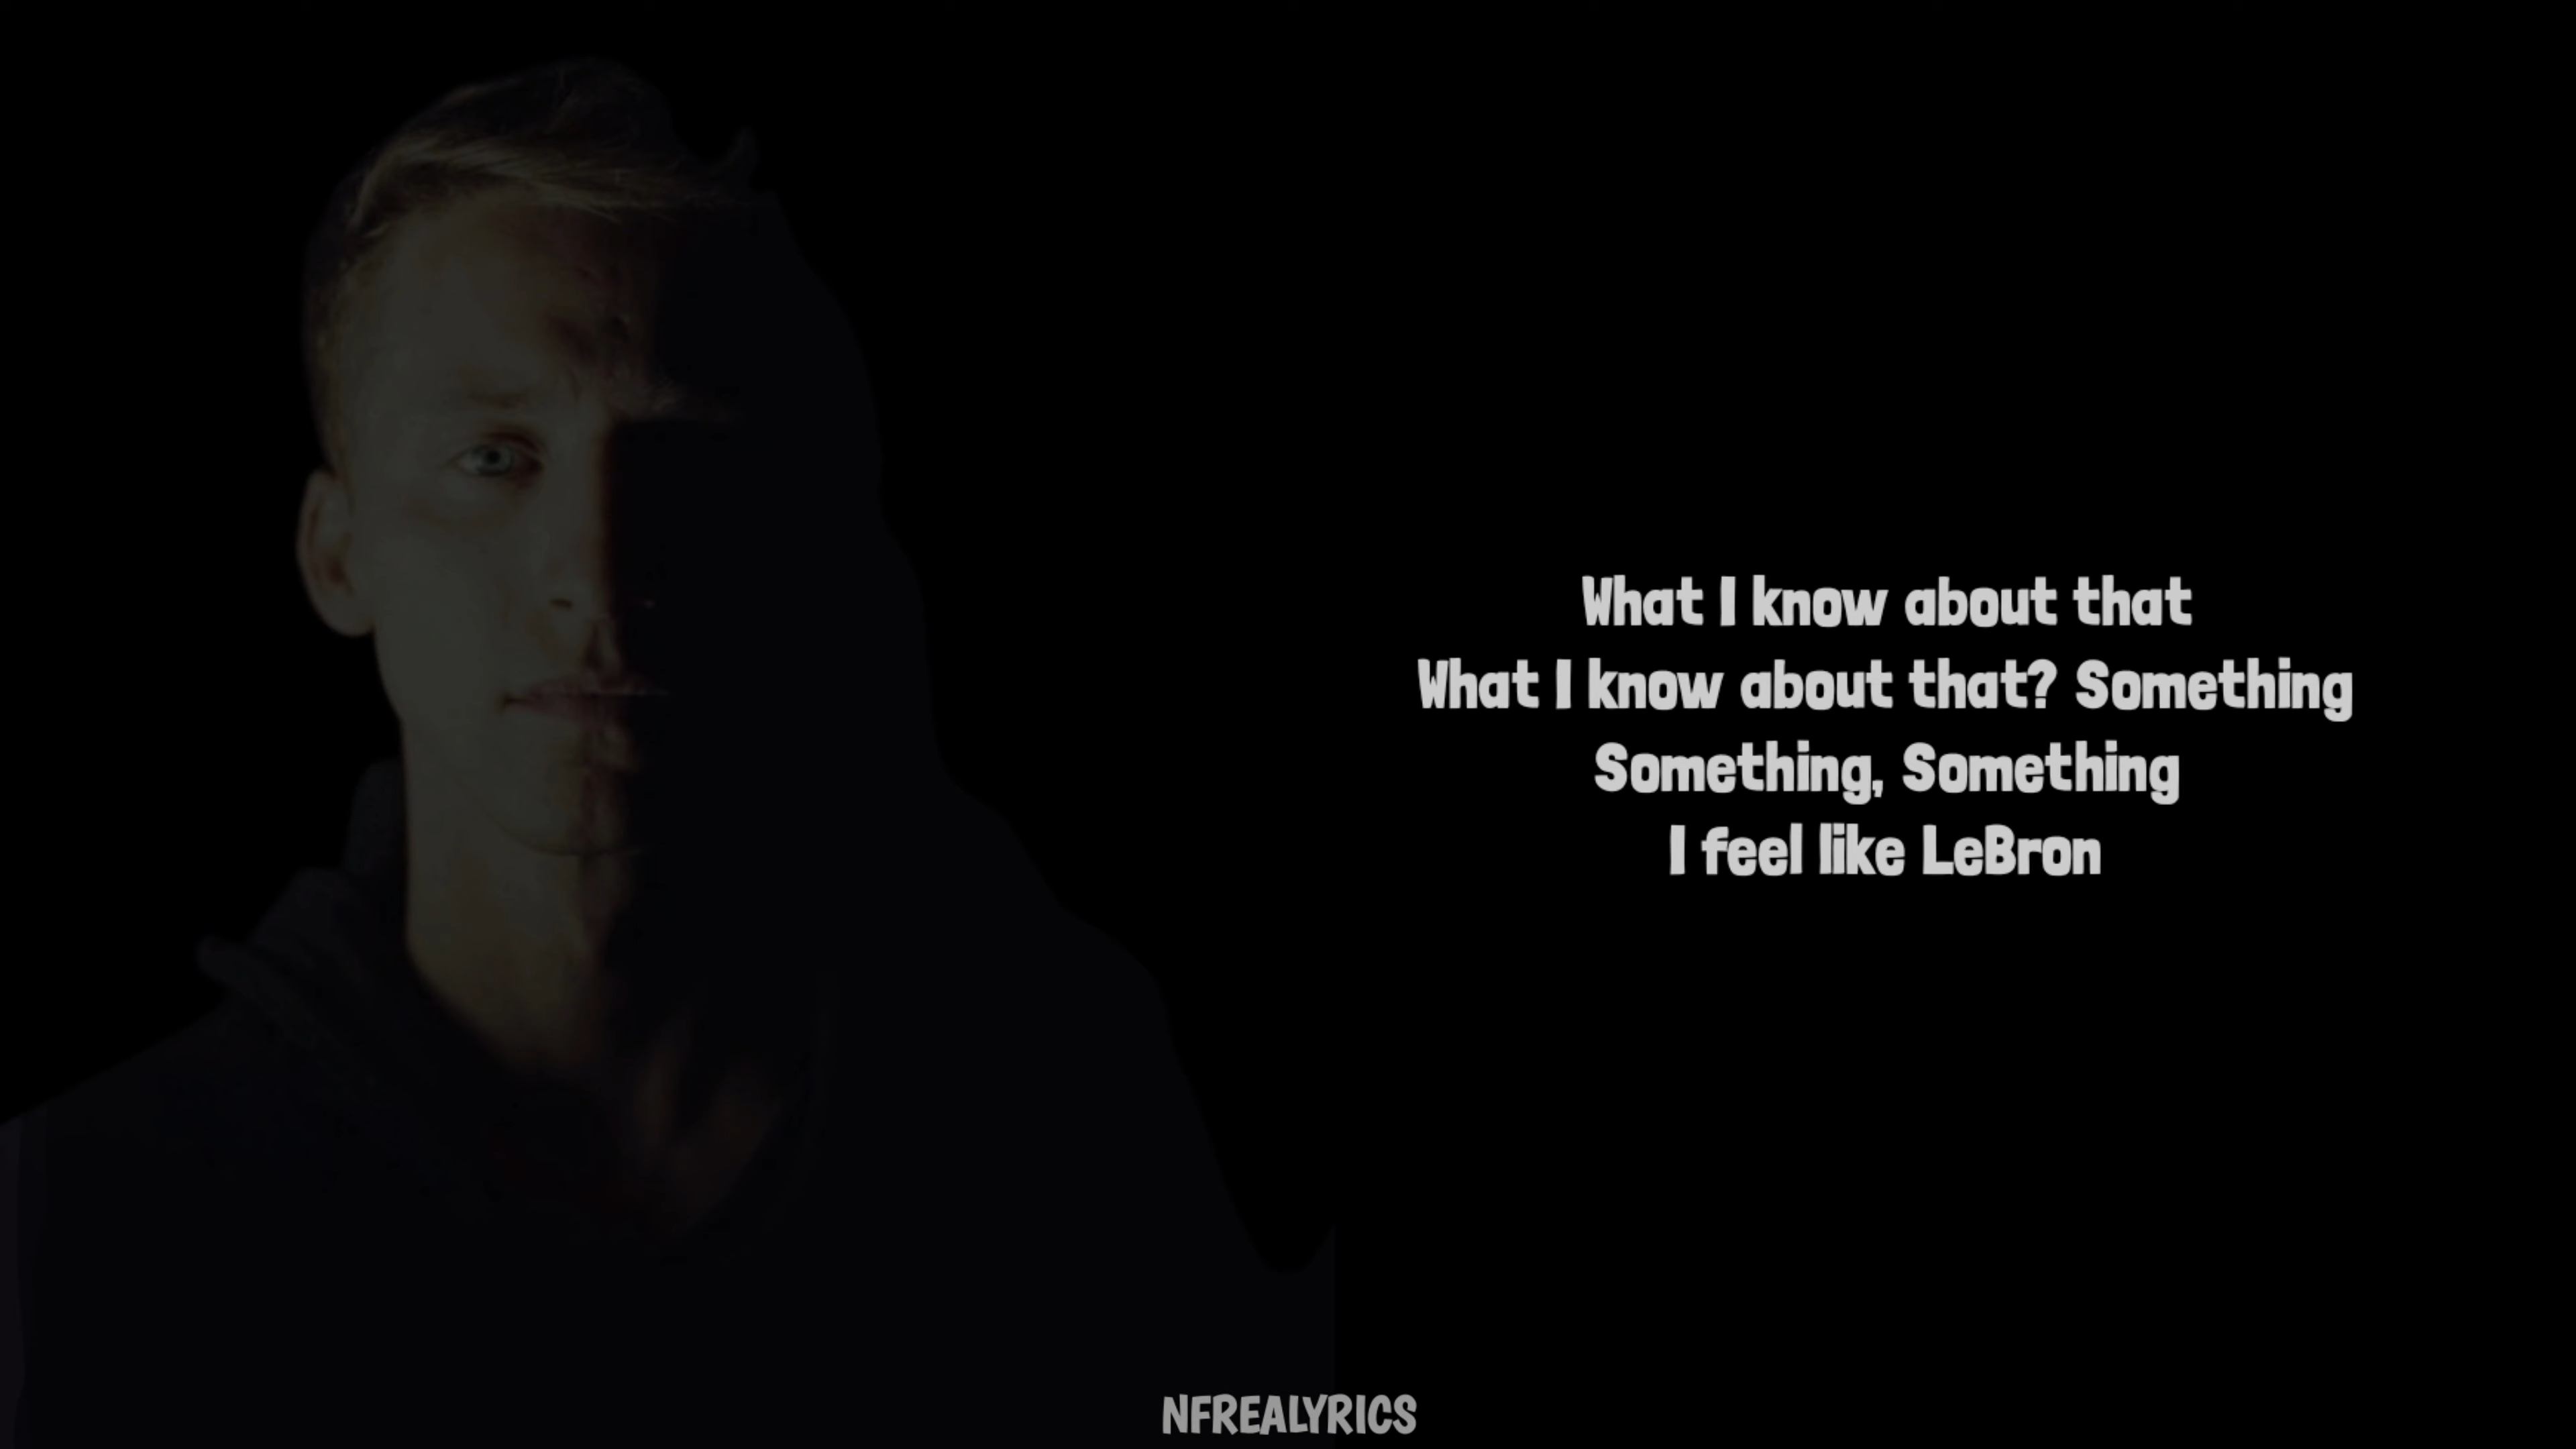 What I know about that
What I know about that? Something
Something, Something
I feel like LeBron
NFREALYRICS